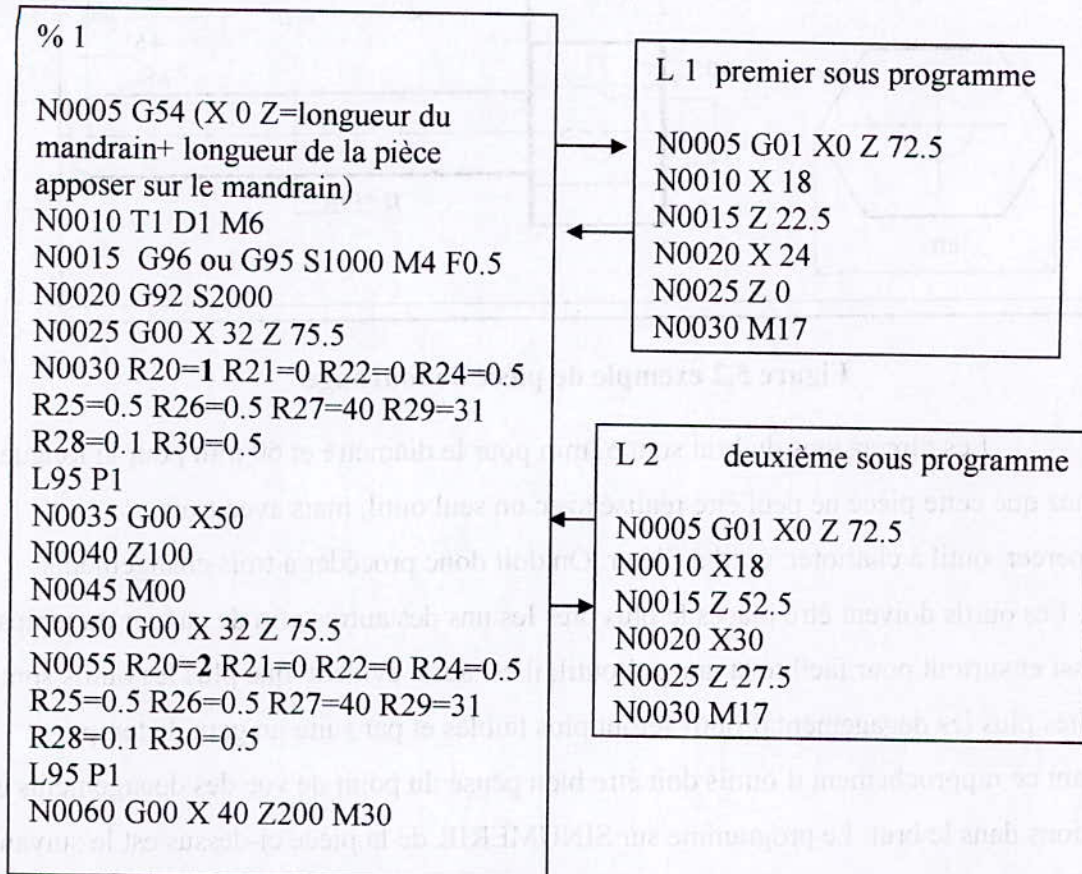 % 1
N0005 G54 (X 0 Z=longueur du
mandrain+ longueur de la pièce
apposer sur le mandrain)
N0010 T1 D1 M6
N0015 G96 ou G95 S1000 M4 F0.5
N0020 G92 S2000
N0025 G00 X 32 Z 75.5
N0030 R20=1 R21=0 R22=0 R24=0.5
R25=0.5 R26=0.5 R27=40 R29=31
R28=0 1 R30=0.5
L95 P1
N0035 G00 X50
N0040 Z100
N0045 M00
N0050 G00 X 32 Z 75.5
N0055 R20=2 R21=0 R22=0 R24=0.5
R25=0.5 R26=0.5 R27=40 R29=31
R28=0.1 R30=0.5
L95 P1
N0060 G00 X 40 Z200 M30
L 1 premier sous programme
N0005 G01 X0 Z 72.5
N0010 X 18
N0015 Z 22.5
N0020 X 24
N0025 Z 0
N0030 M17
L 2 deuxième sous programme
N0005 G01 X0 Z 72.5
N0010 X18
N0015 Z 52.5
N0020 X30
N0025 Z 27.5
N0030 M17